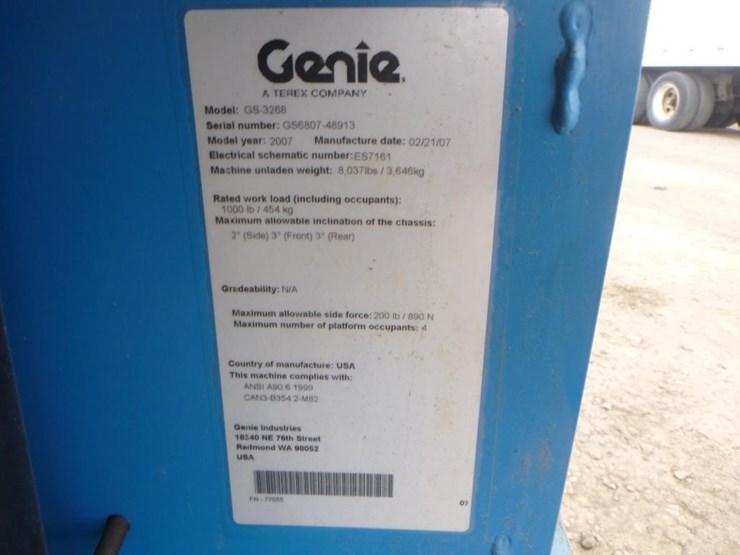 Genie
A TEREX COMPANY
Model: GS-3268
Serial number: GS6807-48913
Model year: 2007 Manufacture date: 02/21/07
Electrical schematic number:ES7161
Machine unladen weight: 8,037lbs / 3,646kg
Rated work load (including occupants):
1000 lb / 454 kg
Maximum allowable inclination of the chassis:
2° (Side) 3° (Front) 3° (Rear)
Gradeability: N/A
Maximum allowable side force: 200 lb / 890 N
Maximum number of platform occupants: 4
Country of manufacture: USA
This machine complies with:
ANSI A90.6 1999
CAN3-B354.2-M82
Genie Industries
18340 NE 76th Street
Redmond WA 98052
USA
PN - 77055
07